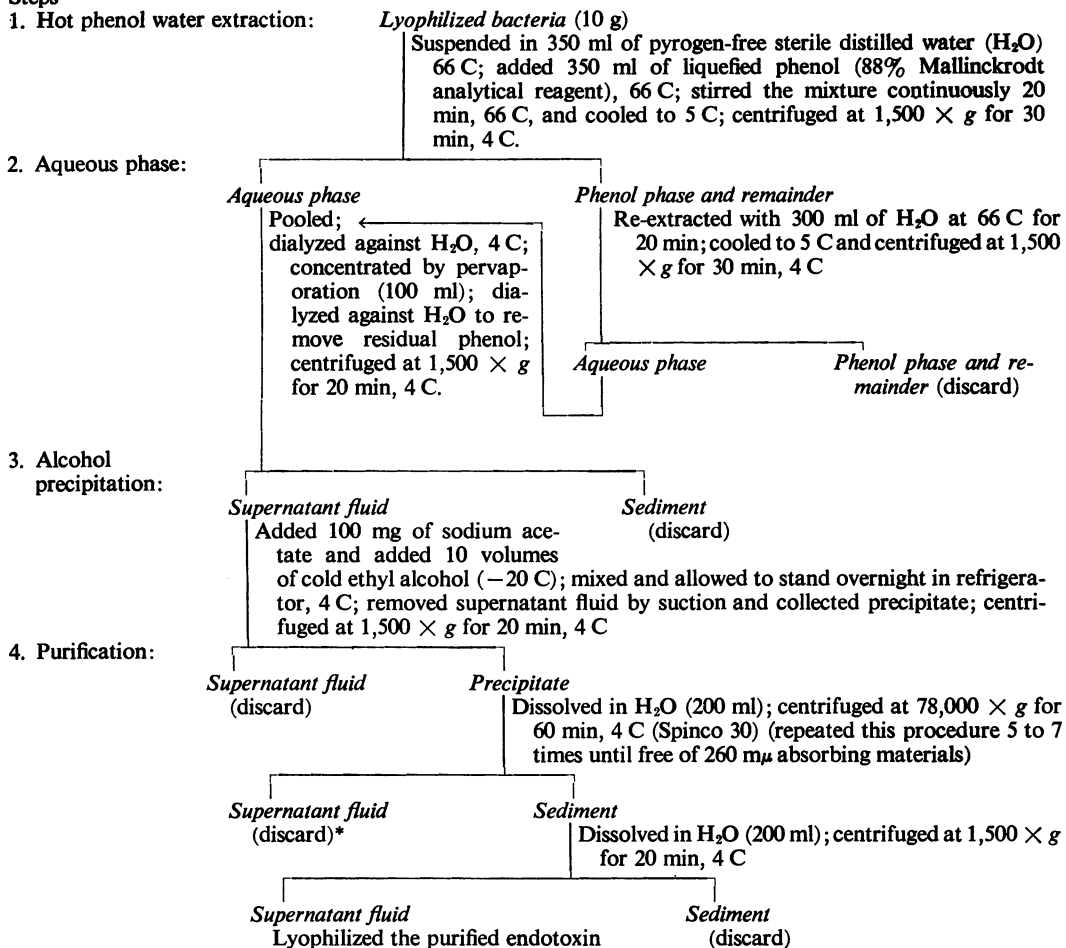 Steps
1. Hot phenol water extraction:
Lyophilized bacteria (10 g)
Suspended in 350 ml of pyrogen-free sterile distilled water (H₂O)
66 C; added 350 ml of liquefied phenol (88% Mallinckrodt
analytical reagent), 66 C; stirred the mixture continuously 20
min, 66 C, and cooled to 5 C; centrifuged at 1,500 × g for 30
min, 4 C.
2. Aqueous phase:
Aqueous phase
Pooled;
dialyzed against H₂O, 4 C;
concentrated by pervap-
oration (100 ml); dia-
lyzed against H₂O to re-
move residual phenol;
centrifuged at 1,500 × g
for 20 min, 4 C.
Phenol phase and remainder
Re-extracted with 300 ml of H₂O at 66 C for
20 min; cooled to 5 C and centrifuged at 1,500
× g for 30 min, 4 C
Aqueous phase
Phenol phase and re-
mainder (discard)
3. Alcohol
precipitation:
Supernatant fluid
Added 100 mg of sodium ace-
tate and added 10 volumes
of cold ethyl alcohol (−20 C); mixed and allowed to stand overnight in refrigera-
tor, 4 C; removed supernatant fluid by suction and collected precipitate; centri-
fuged at 1,500 × g for 20 min, 4 C
Sediment
(discard)
4. Purification:
Supernatant fluid
(discard)
Precipitate
Dissolved in H₂O (200 ml); centrifuged at 78,000 × g for
60 min, 4 C (Spinco 30) (repeated this procedure 5 to 7
times until free of 260 mμ absorbing materials)
Supernatant fluid
(discard)*
Sediment
Dissolved in H₂O (200 ml); centrifuged at 1,500 × g
for 20 min, 4 C
Supernatant fluid
Lyophilized the purified endotoxin
Sediment
(discard)